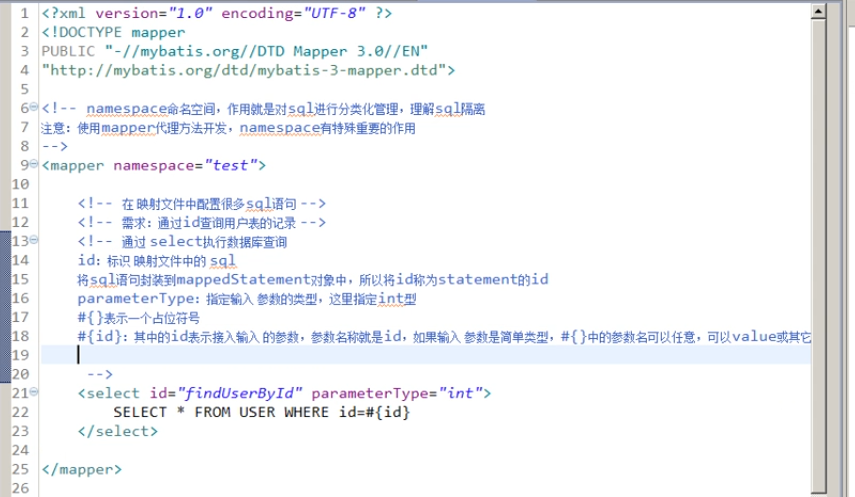 1 <?xml version="1.0" encoding="UTF-8" ?>
2 <!DOCTYPE mapper
3 PUBLIC "-//mybatis.org//DTD Mapper 3.0//EN"
4 "http://mybatis.org/dtd/mybatis-3-mapper.dtd">
5
6 <!-- namespace命名空间，作用就是对sql进行分类化管理，理解sql隔离
7 注意：使用mapper代理方法开发，namespace有特殊重要的作用
8 -->
9 <mapper namespace="test">
10
11 <!-- 在 映射文件中配置很多sql语句 -->
12 <!-- 需求：通过id查询用户表的记录 -->
13 <!-- 通过 select执行数据库查询
14 id：标识 映射文件中的 sql
15 将sql语句封装到mappedStatement对象中，所以将id称为statement的id
16 parameterType：指定输入 参数的类型，这里指定int型
17 #{}表示一个占位符号
18 #{id}：其中的id表示接入输入 的参数，参数名称就是id，如果输入 参数是简单类型，#{}中的参数名可以任意，可以value或其它
19
20 -->
21 <select id="findUserById" parameterType="int">
22 SELECT * FROM USER WHERE id=#{id}
23 </select>
24
25 </mapper>
26